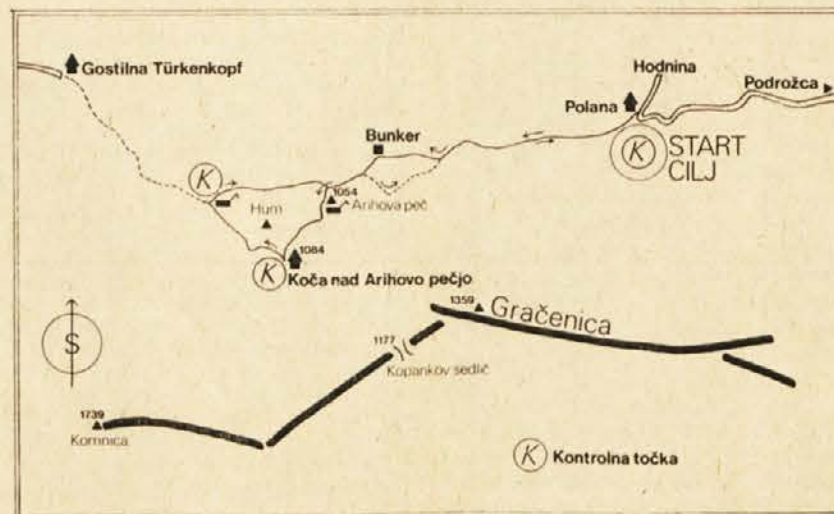 Gostilna Türkenkopf
Hodnina
Podrožca
Polana
Bunker
K
START
CILJ
K
1054
Hum
Arihova peč
1084
K
Koča nad Arihovo pečjo
1359
Gračenica
S
1177
Kopankov sedlič
1739
Komnica
K Kontrolna točka